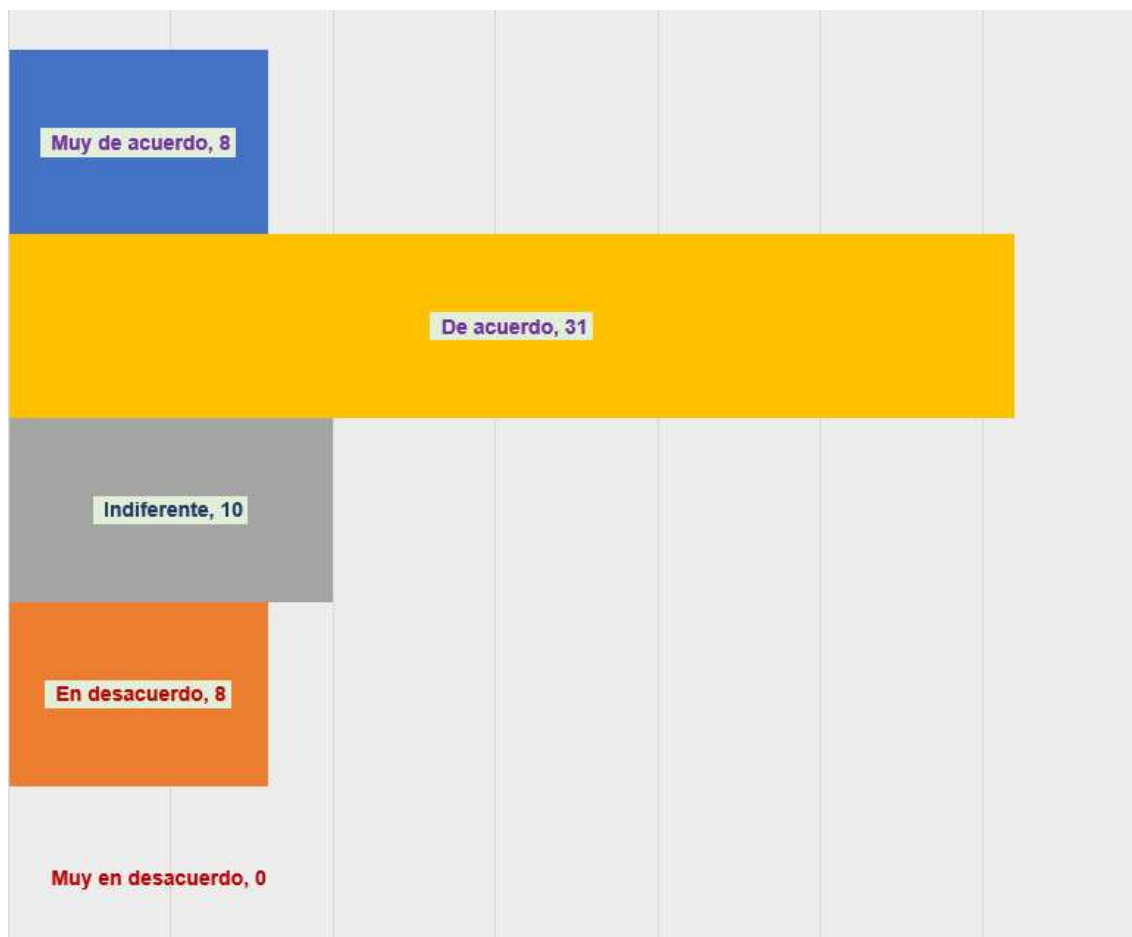 Muy de acuerdo, 8
De acuerdo, 31
Indiferente, 10
En desacuerdo, 8
Muy en desacuerdo, 0